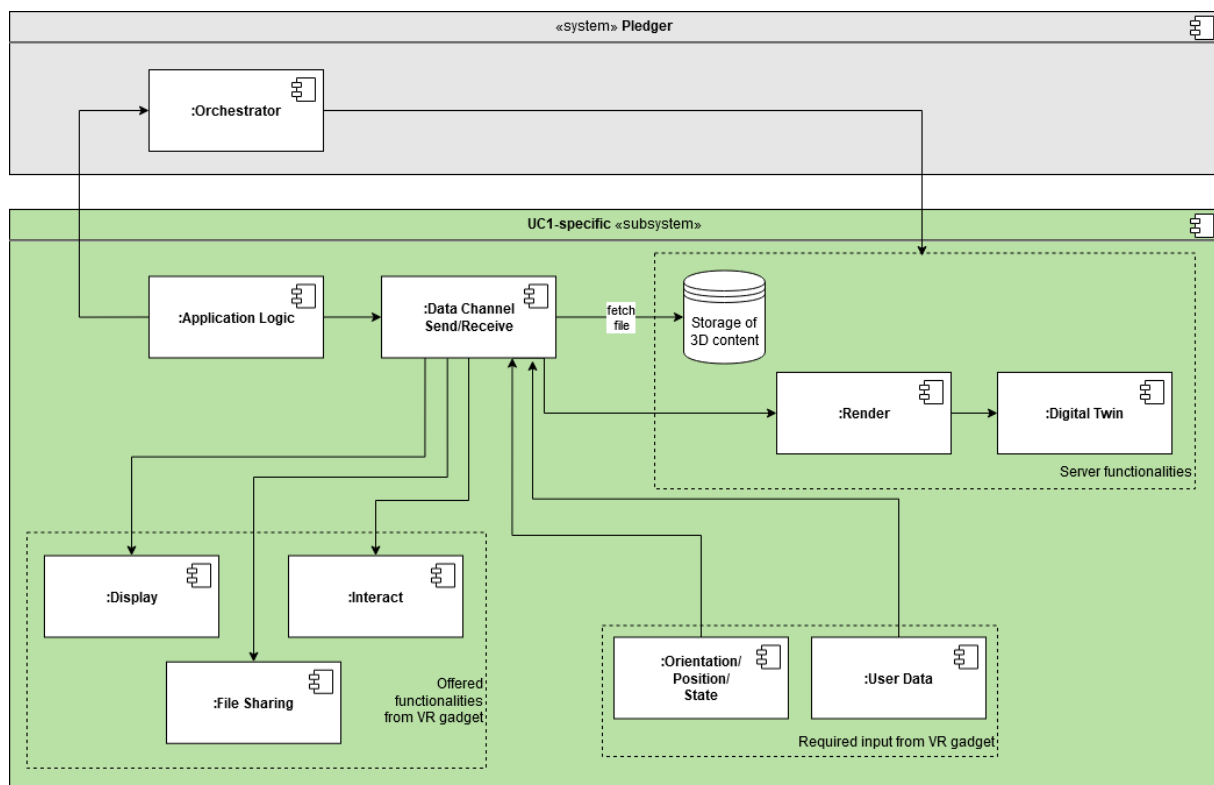 «system» Pledger
:Orchestrator
UC1-specific «subsystem»
:Application Logic
:Data Channel
Send/Receive
fetch
file
Storage of
3D content
:Render
:Digital Twin
Server functionalities
:Display
:Interact
:File Sharing
Offered
functionalities
from VR gadget
:Orientation/
Position/
State
:User Data
Required input from VR gadget